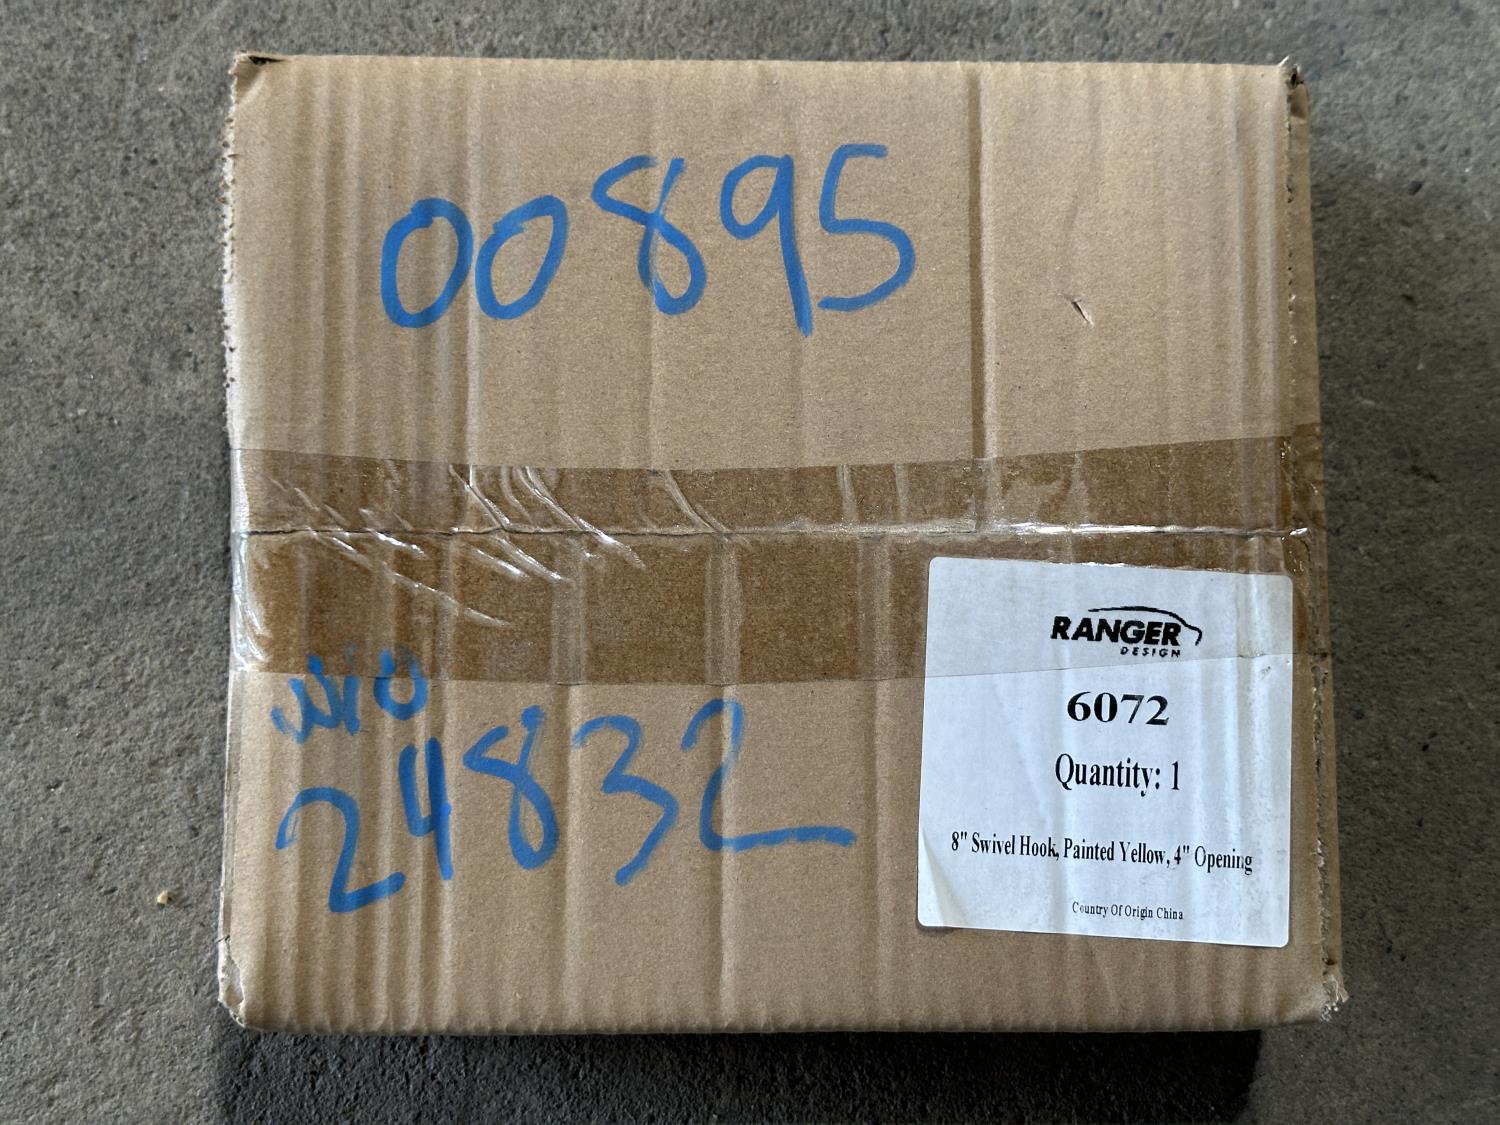 00895
W/O
24832
RANGER
DESIGN
6072
Quantity: 1
8" Swivel Hook, Painted Yellow, 4" Opening
Country Of Origin China